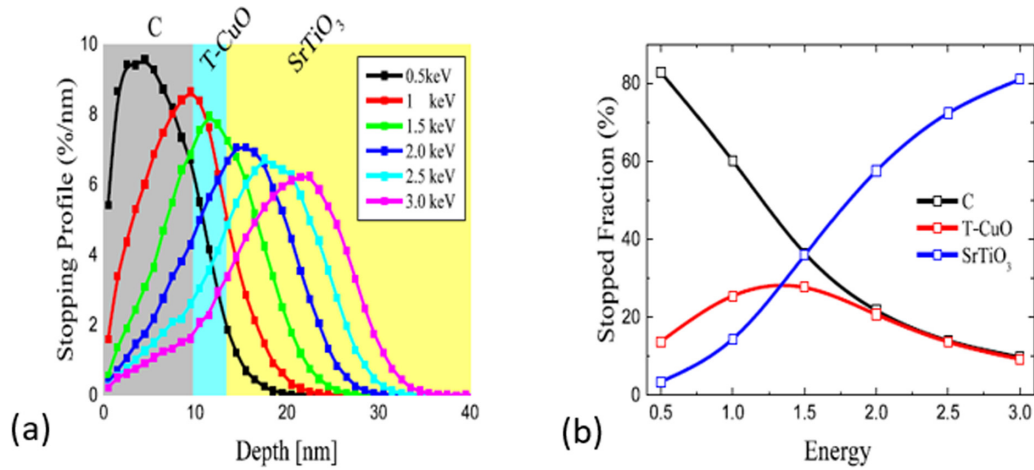 C T-CuO SrTiO₃
Stopping Profile (%/nm)
10
8
6
4
2
0
0.5keV
1 keV
1.5 keV
2.0 keV
2.5 keV
3.0 keV
0 10 20 30 40
Depth [nm]
(a)
Stopped Fraction (%)
80
60
40
20
0
C
T-CuO
SrTiO₃
0.5 1.0 1.5 2.0 2.5 3.0
Energy
(b)